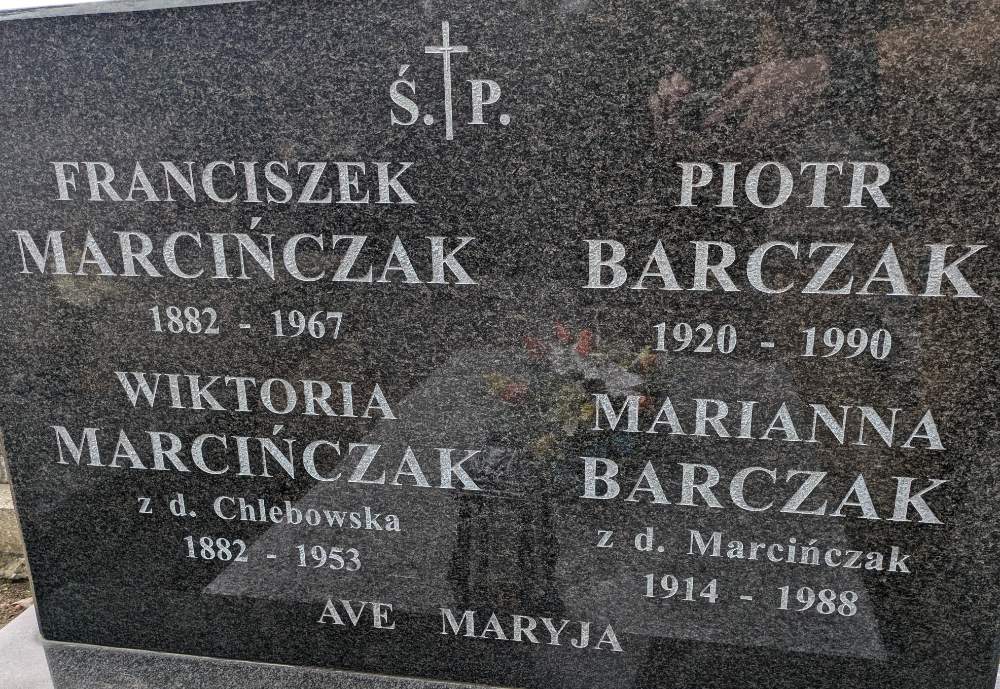 Ś. P.
FRANCISZEK
MARCIŃCZAK
1882 - 1967
WIKTORIA
MARCIŃCZAK
z d. Chlebowska
1882 - 1953
PIOTR
BARCZAK
1920 - 1990
MARIANNA
BARCZAK
z d. Marcińczak
1914 - 1988
AVE MARYJA